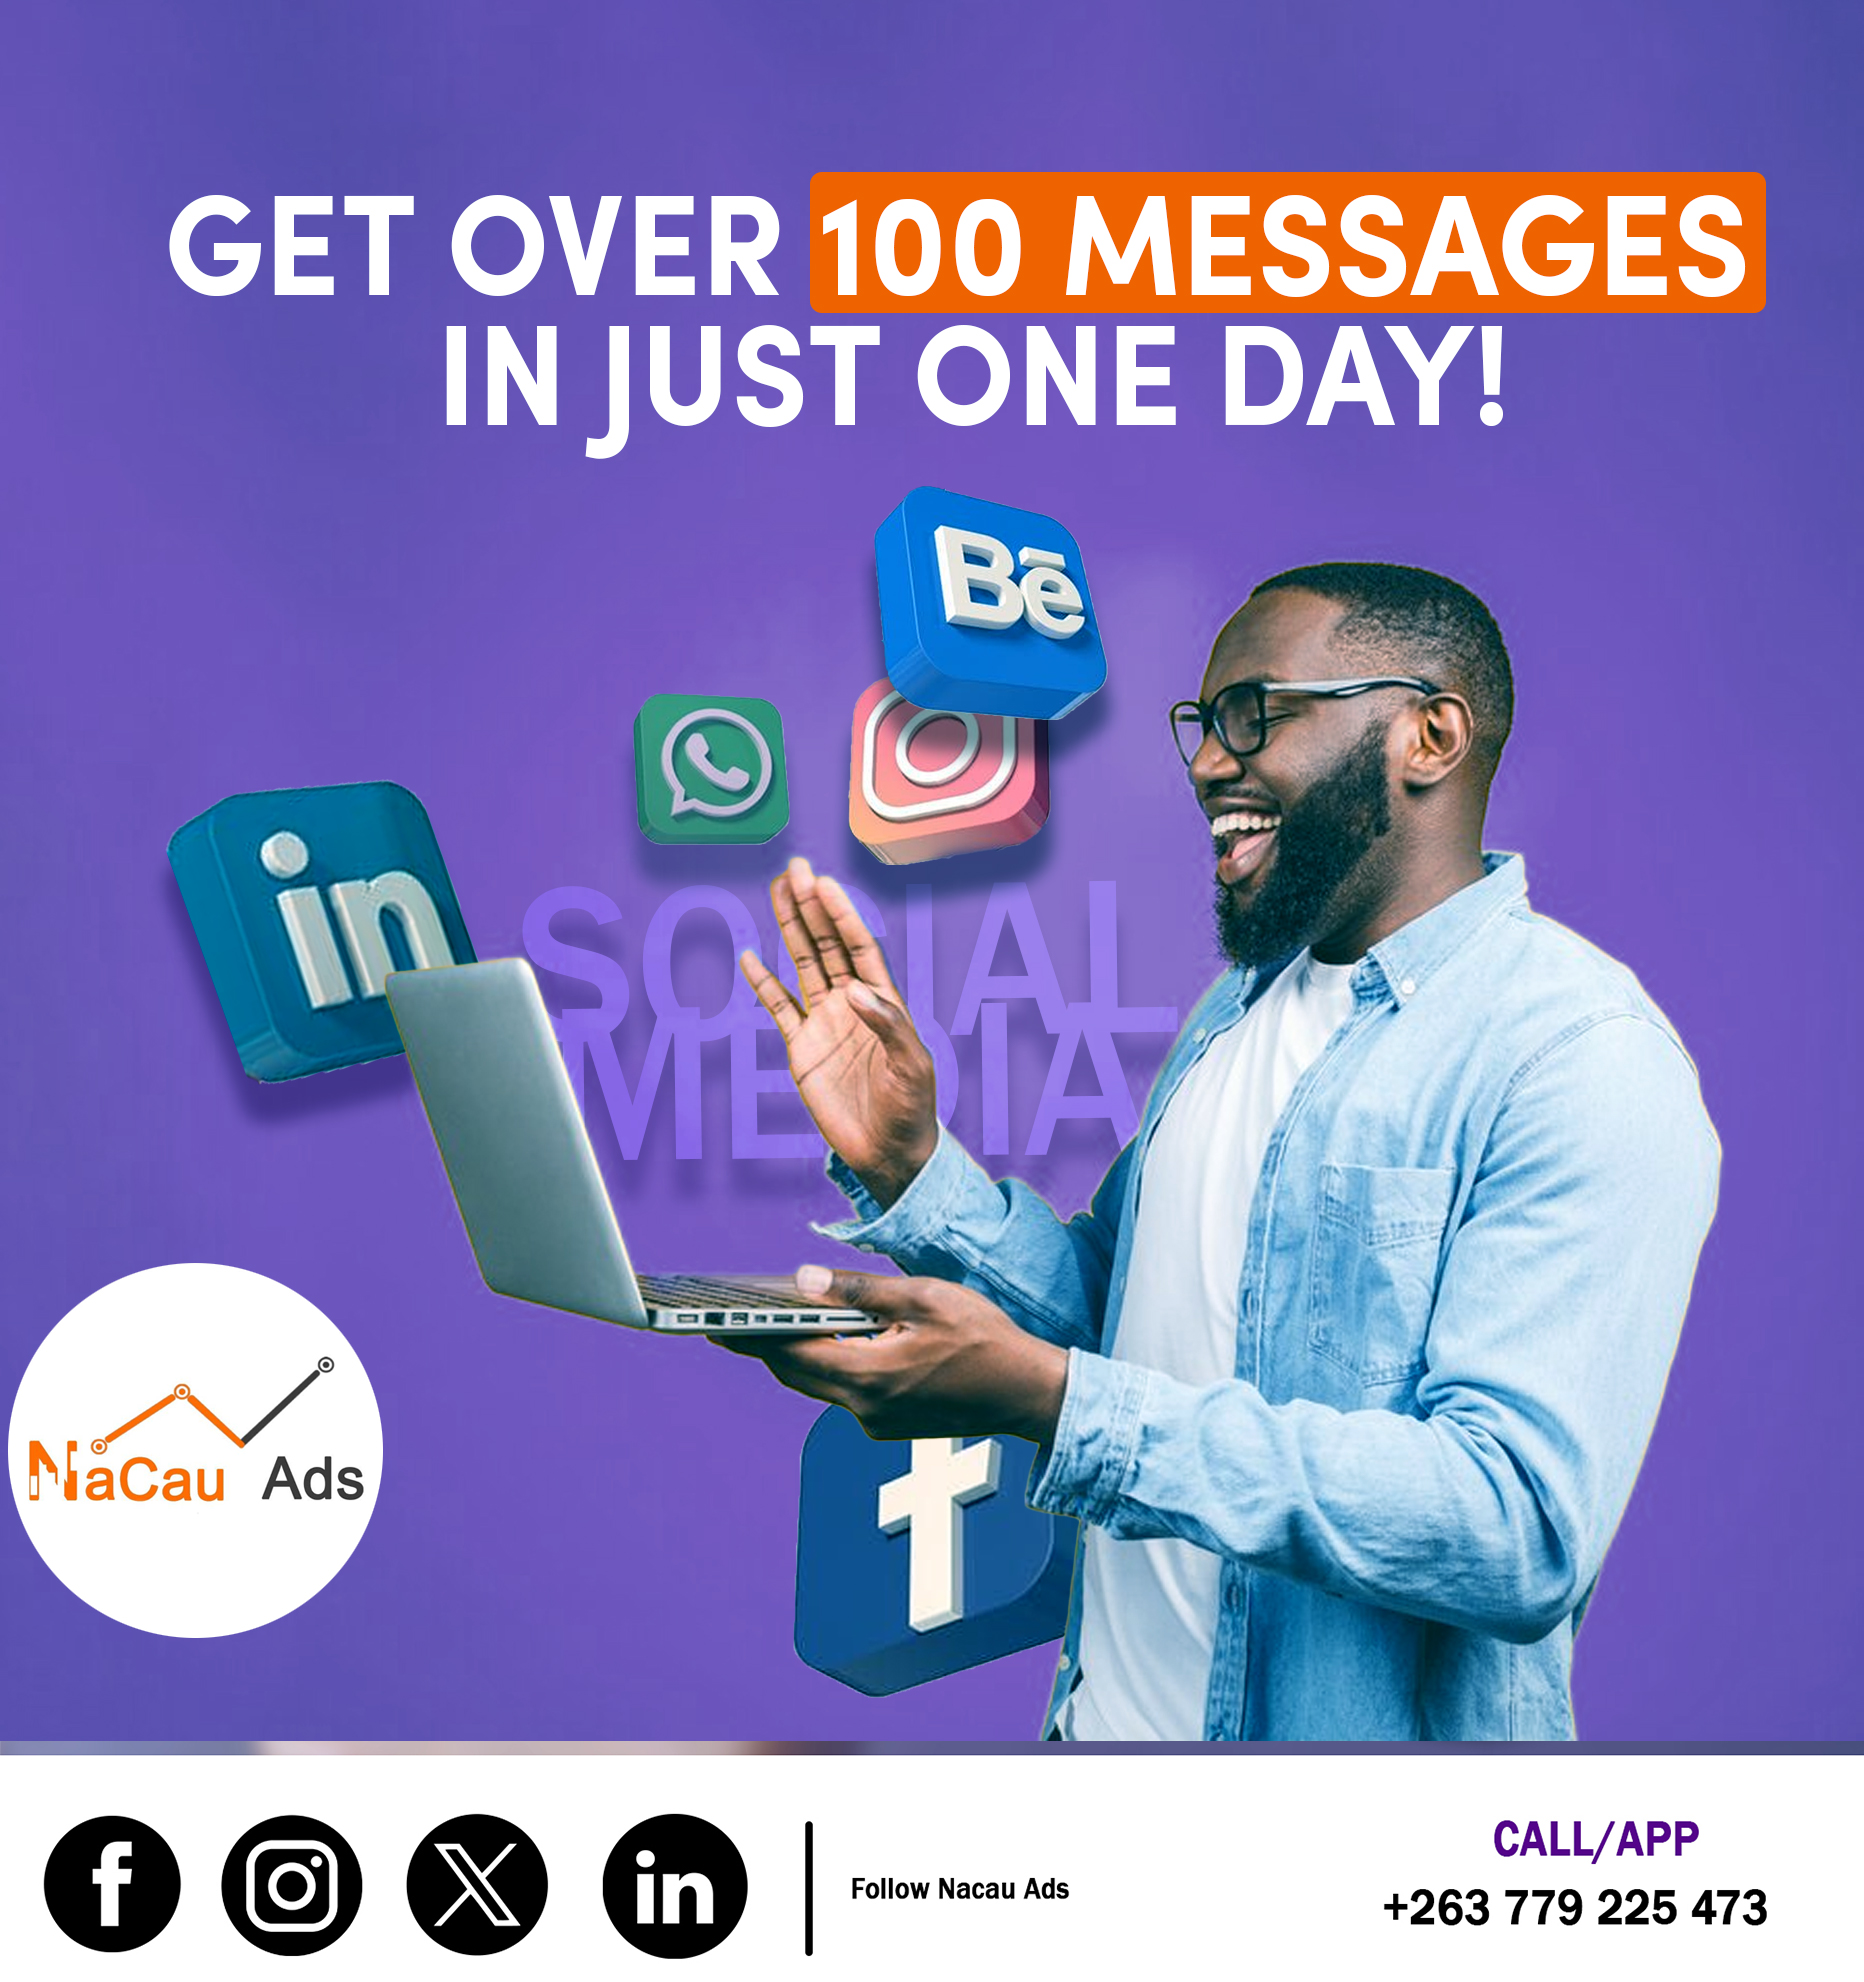 GET OVER 100 MESSAGES
IN JUST ONE DAY!
Bē
in
SOCIAL
MEDIA
f
NaCau Ads
f
in
Follow Nacau Ads
CALL/APP
+263 779 225 473